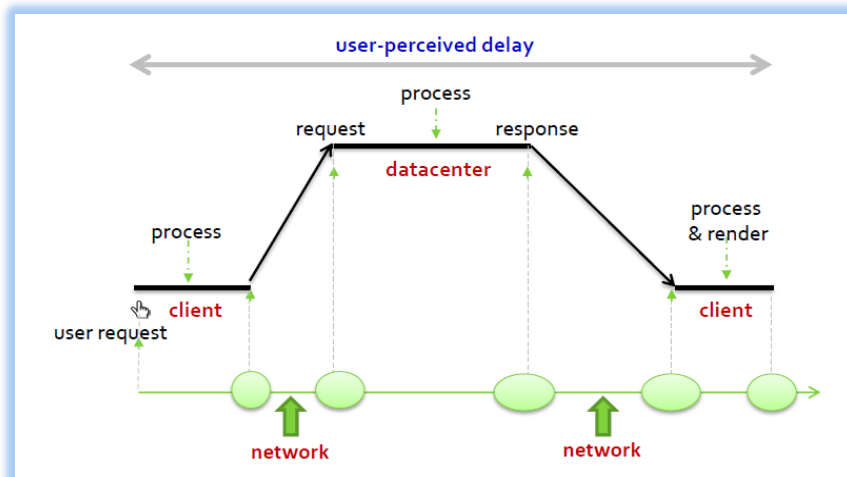 user-perceived delay
process
request
response
datacenter
process
& render
process
client
client
user request
network
network